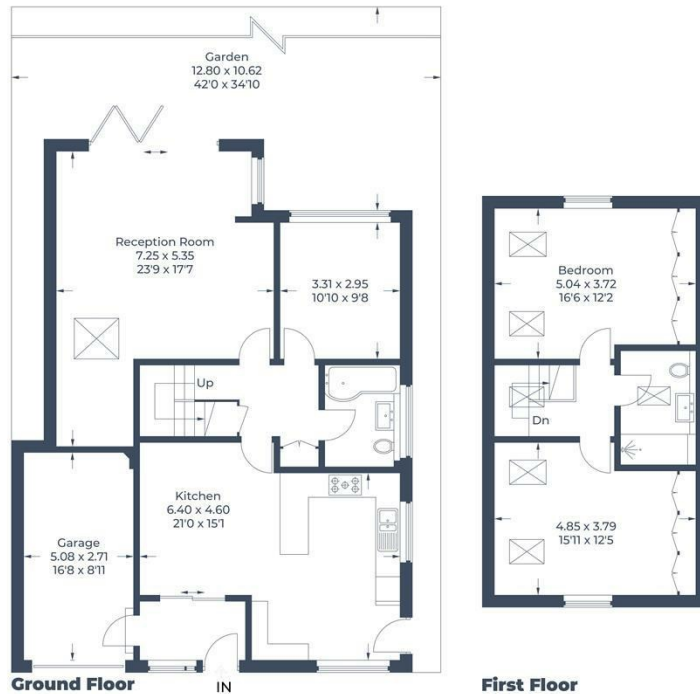 Garden
12.80 x 10.62
42'0 x 34'10
Reception Room
7.25 x 5.35
23'9 x 17'7
3.31 x 2.95
10'10 x 9'8
Up
Kitchen
6.40 x 4.60
21'0 x 15'1
Garage
5.08 x 2.71
16'8 x 8'11
IN
Ground Floor
Bedroom
5.04 x 3.72
16'6 x 12'2
Dn
4.85 x 3.79
15'11 x 12'5
First Floor